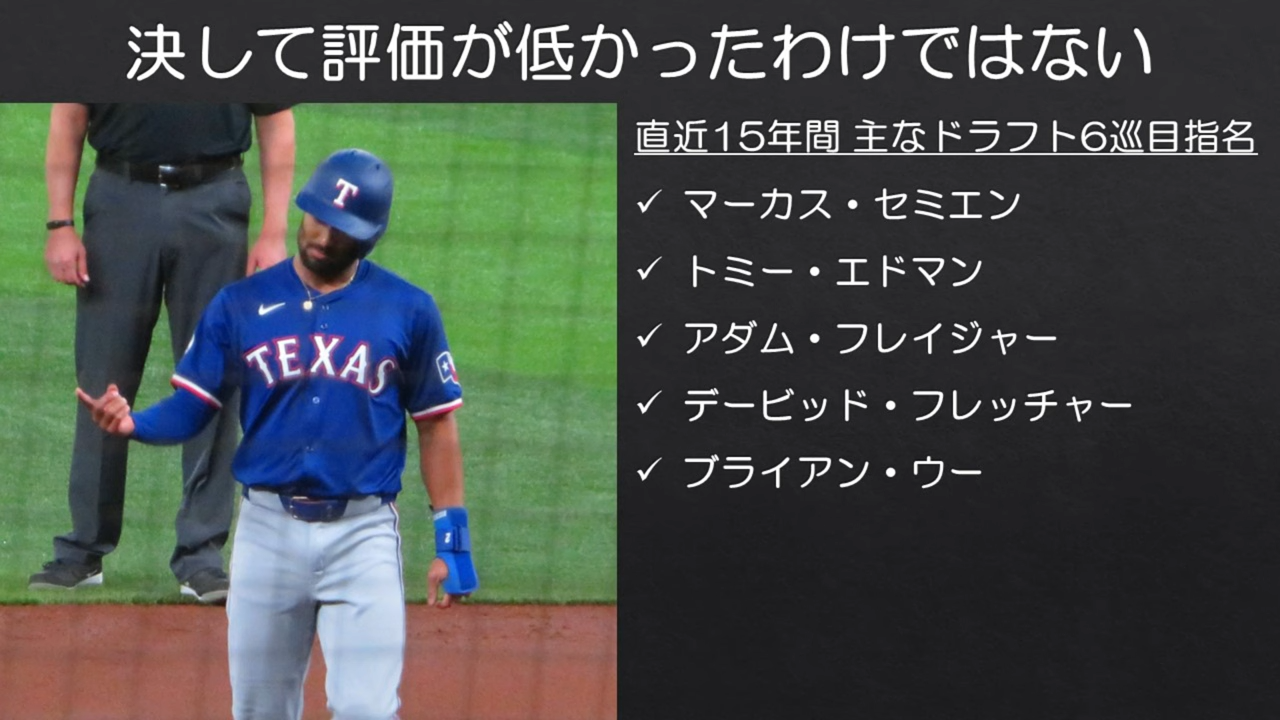 決して評価が低かったわけではない
直近15年間 主なドラフト6巡目指名
✓ マーカス・セミエン
✓ トミー・エドマン
✓ アダム・フレイジャー
✓ デービッド・フレッチャー
✓ ブライアン・ウー
T
TEXAS
2